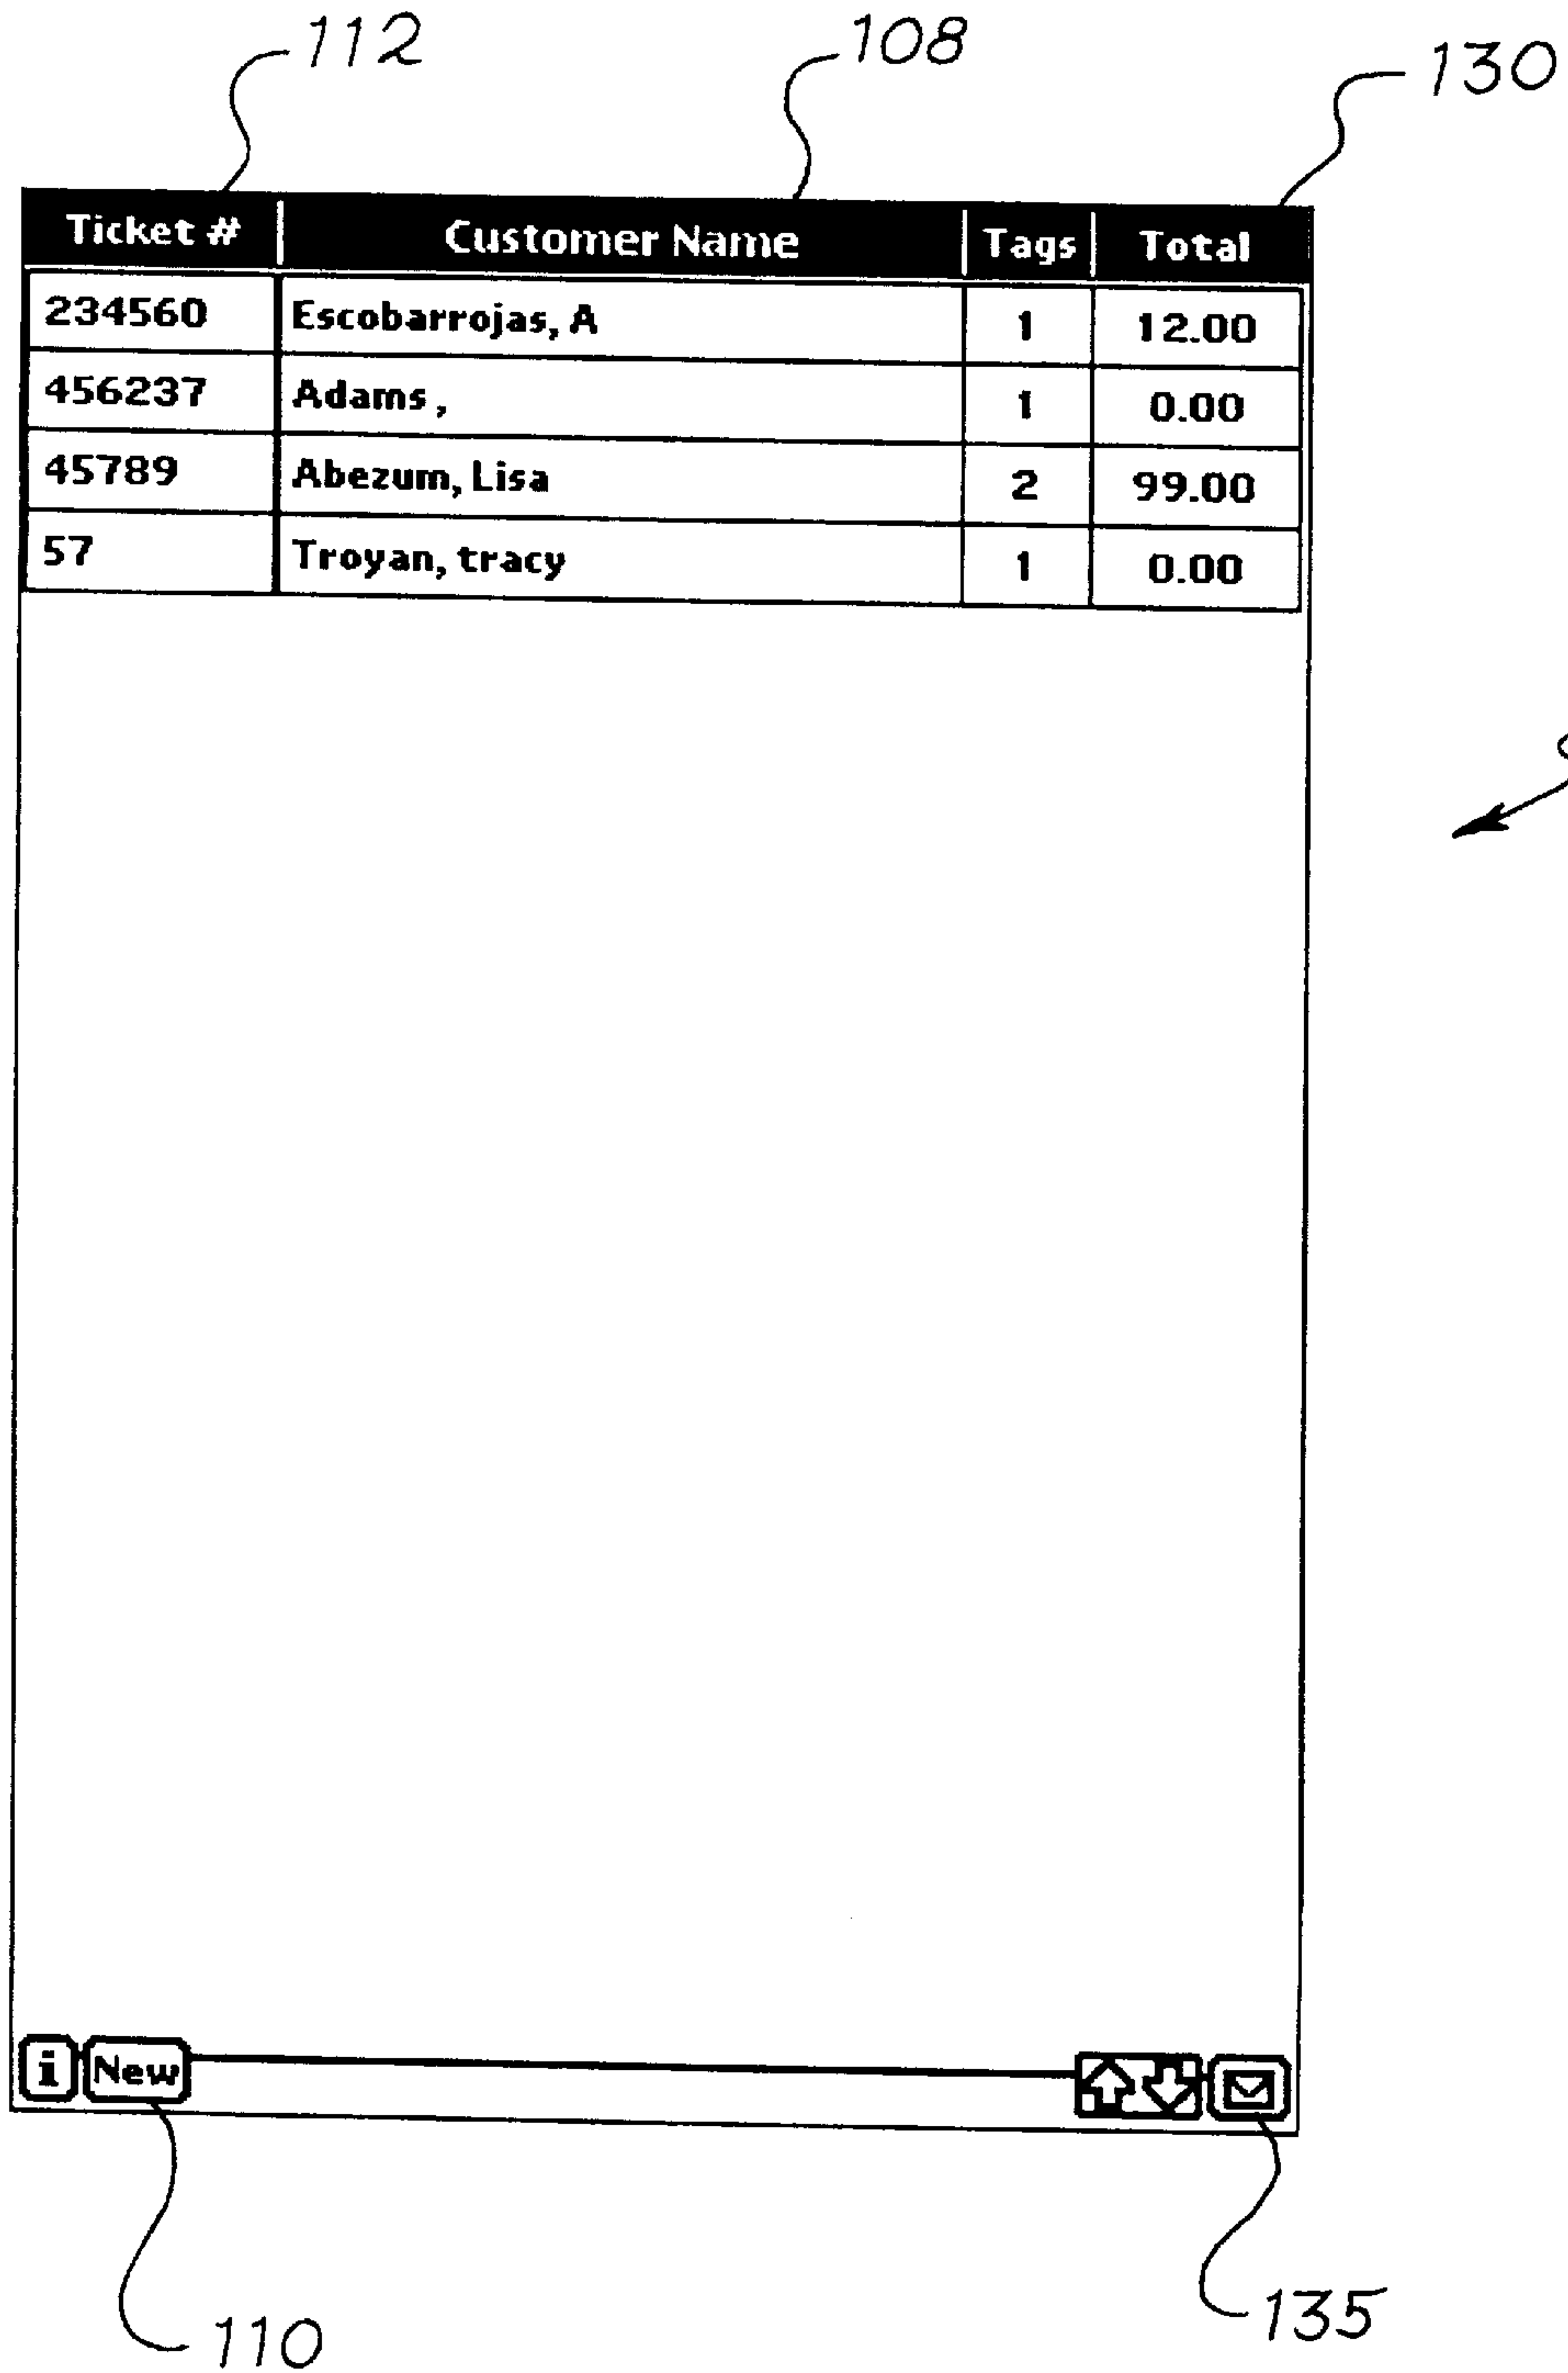 112 108 130
Ticket # Customer Name Tags Total
234560 Escobarrojas, A 1 12.00
456237 Adams , 1 0.00
45789 Abezum, Lisa 2 99.00
57 Troyan, tracy 1 0.00
i New
110 135